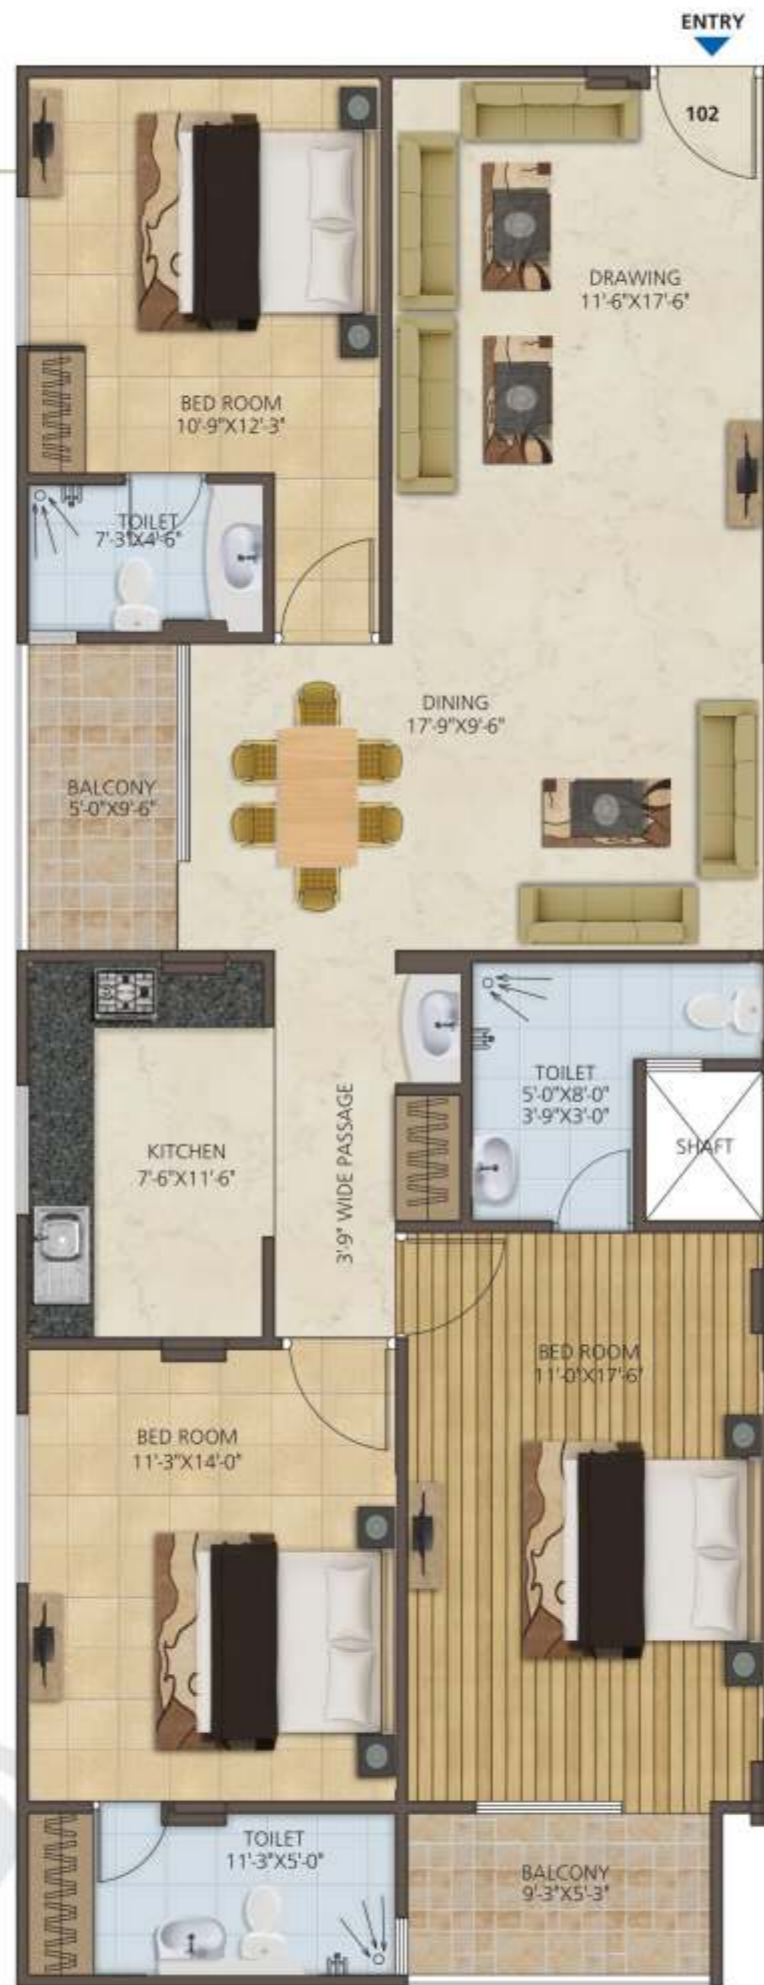 ENTRY
102
DRAWING
11'-6"X17'-6"
BED ROOM
10'-9"X12'-3"
TOILET
7'-3"X4'-6"
DINING
17'-9"X9'-6"
BALCONY
5'-0"X9'-6"
TOILET
5'-0"X8'-0"
3'-9"X3'-0"
SHAFT
KITCHEN
7'-6"X11'-6"
3'-9" WIDE PASSAGE
BED ROOM
11'-0"X17'-6"
BED ROOM
11'-3"X14'-0"
TOILET
11'-3"X5'-0"
BALCONY
9'-3"X5'-3"